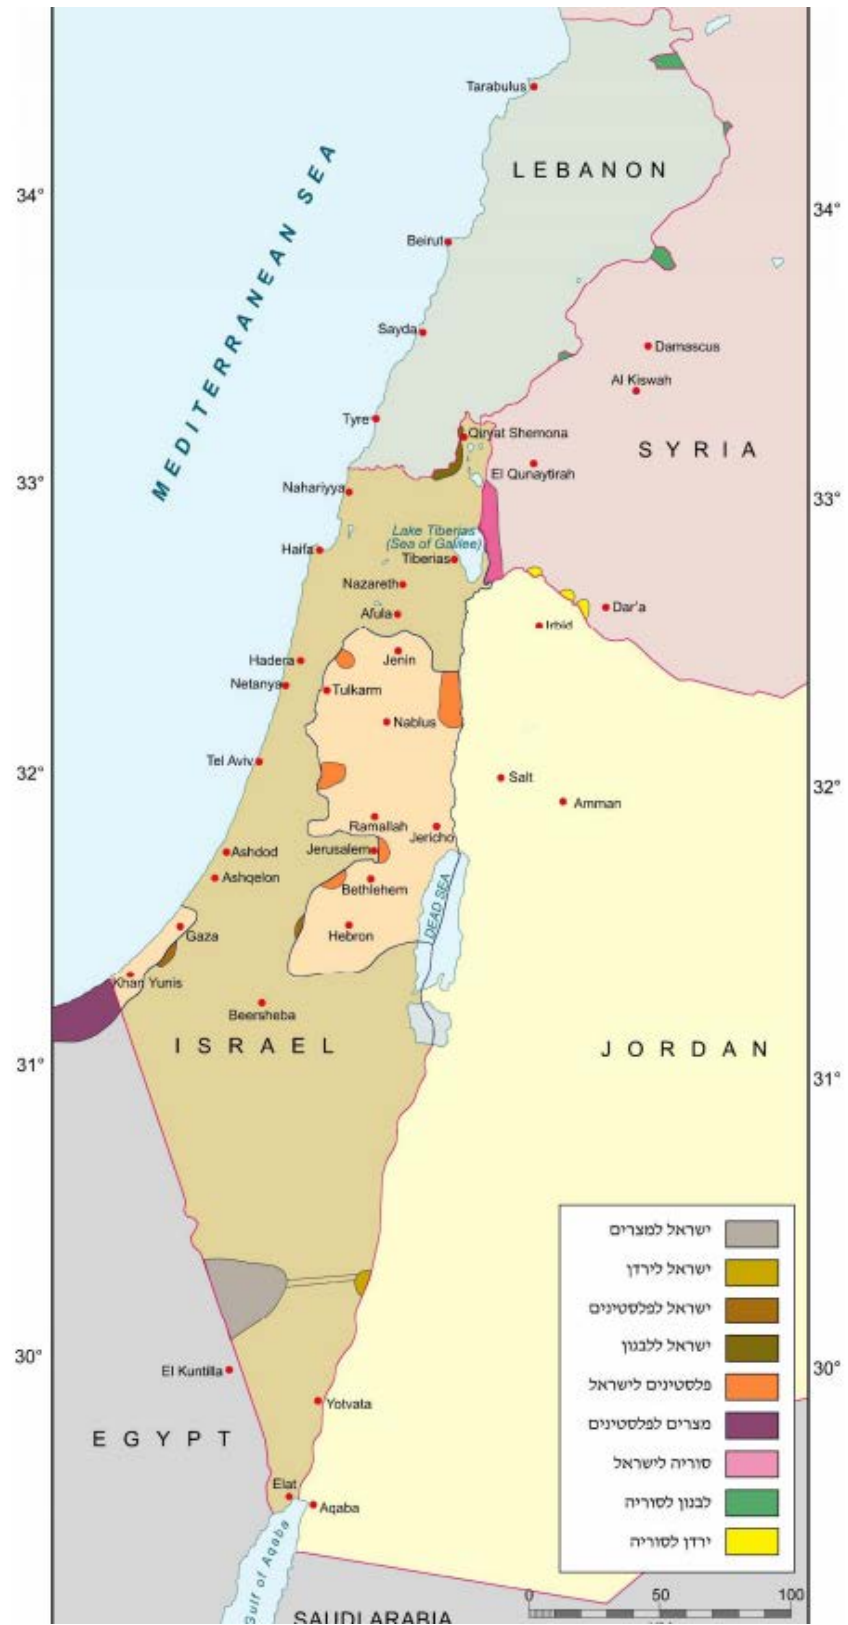 Tarabulus
LEBANON
34°
34°
MEDITERRANEAN SEA
Beirut
Sayda
Damascus
Al Kiswah
Tyre
Qiryat Shemona
SYRIA
El Qunaytirah
33°
33°
Nahariyya
Lake Tiberias
(Sea of Galilee)
Haifa
Tiberias
Nazareth
Dar'a
Afula
Irbid
Hadera
Jenin
Netanya
Tulkarm
Nablus
Tel Aviv
32°
32°
Salt
Amman
Ramallah
Jericho
Jerusalem
Ashdod
Ashqelon
Bethlehem
DEAD SEA
Gaza
Hebron
Khan Yunis
Beersheba
ISRAEL
JORDAN
31°
31°
ישראל למצרים
ישראל לירדן
ישראל לפלסטינים
ישראל ללבנון
פלסטינים לישראל
מצרים לפלסטינים
סוריה לישראל
לבנון לסוריה
ירדן לסוריה
30°
30°
El Kuntilla
Yotvata
EGYPT
Elat
Aqaba
Gulf of Aqaba
0 50 100
SAUDI ARABIA